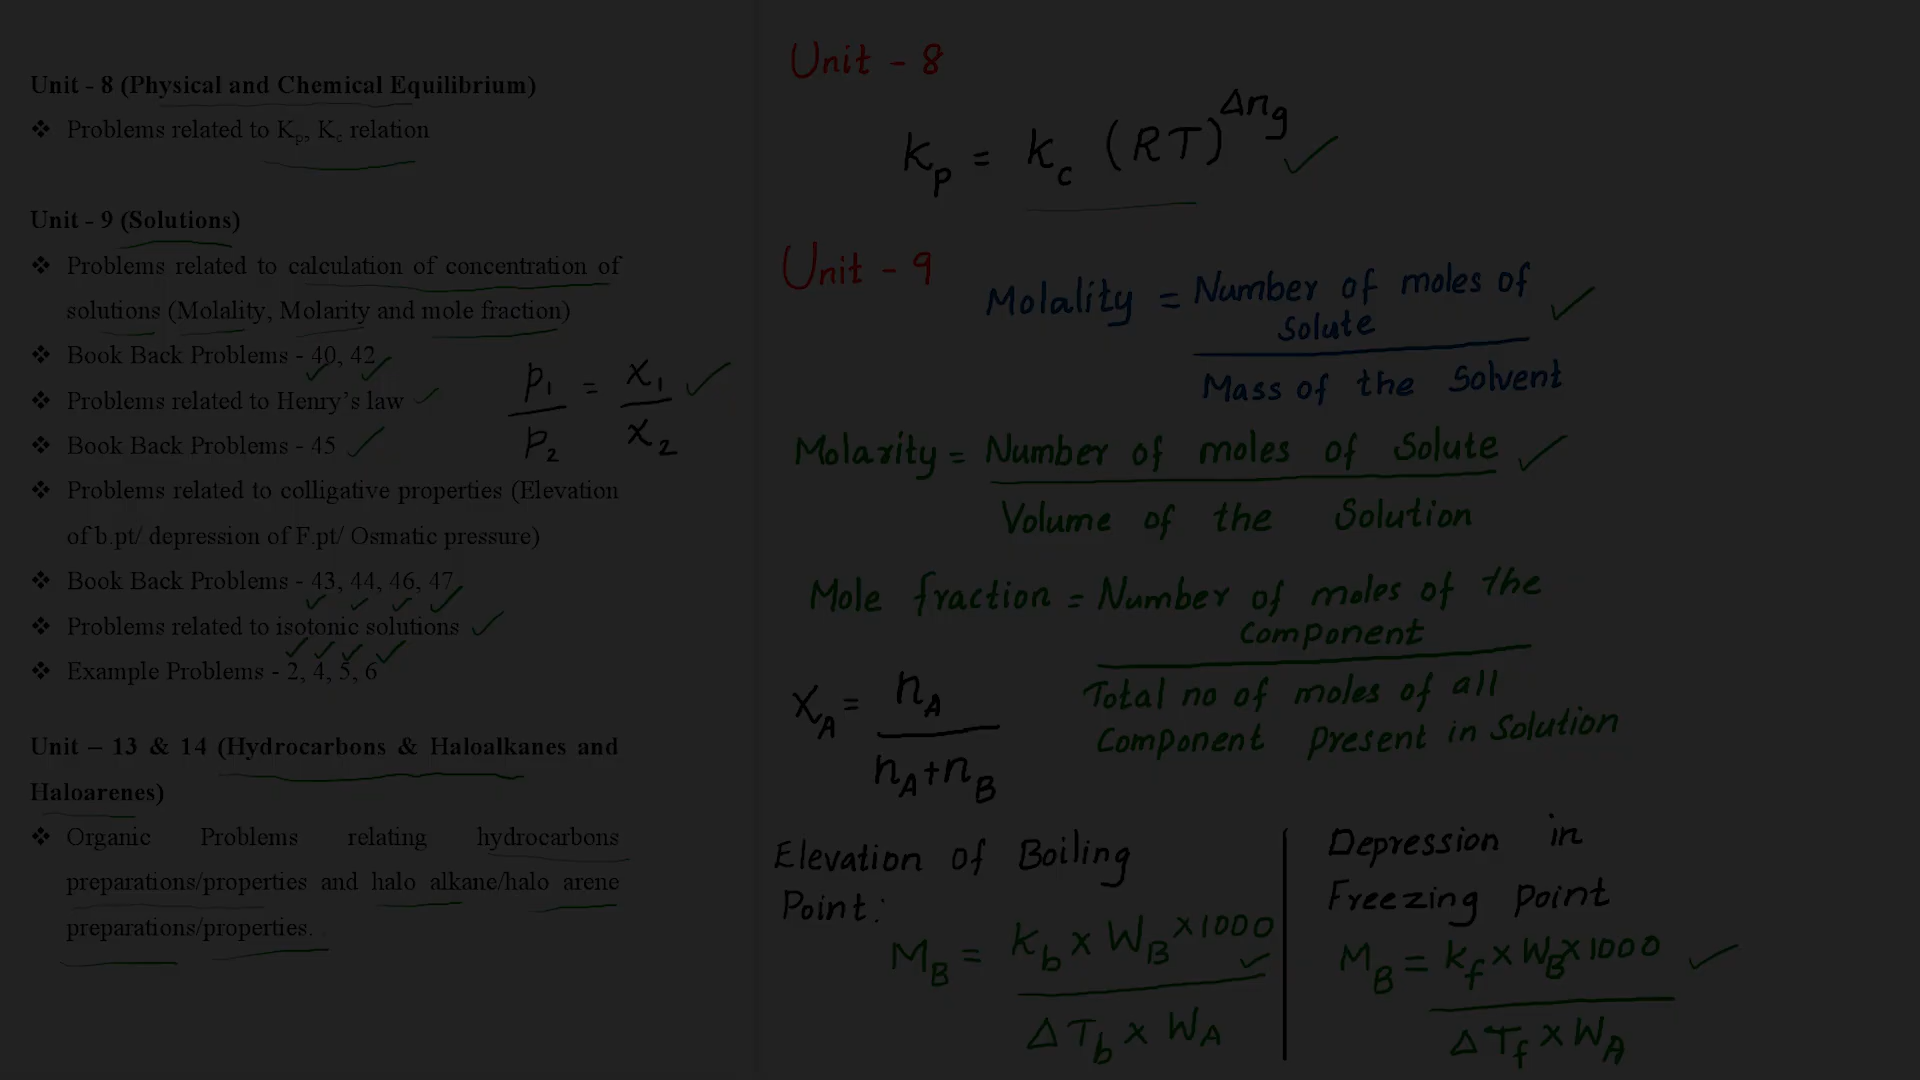 Unit - 8 (Physical and Chemical Equilibrium)
❖ Problems related to Kp, Kc relation
Unit - 9 (Solutions)
❖ Problems related to calculation of concentration of
solutions (Molality, Molarity and mole fraction)
❖ Book Back Problems - 40, 42
❖ Problems related to Henry's law
❖ Book Back Problems - 45
❖ Problems related to colligative properties (Elevation
of b.pt/ depression of F.pt/ Osmatic pressure)
❖ Book Back Problems - 43, 44, 46, 47
❖ Problems related to isotonic solutions
❖ Example Problems - 2, 4, 5, 6
p1 = x1
p2 x2
Unit – 13 & 14 (Hydrocarbons & Haloalkanes and
Haloarenes)
❖ Organic Problems relating hydrocarbons
preparations/properties and halo alkane/halo arene
preparations/properties.
Unit - 8
Kp = Kc (RT)^Δng
Unit - 9
Molality = Number of moles of
Solute
Mass of the Solvent
Molarity = Number of moles of Solute
Volume of the Solution
Mole fraction = Number of moles of the
Component
Total no of moles of all
Component present in Solution
XA = nA
nA+nB
Elevation of Boiling
Point:
MB = Kb × WB × 1000
ΔTb × WA
Depression in
Freezing point
MB = Kf × WB × 1000
ΔTf × WA